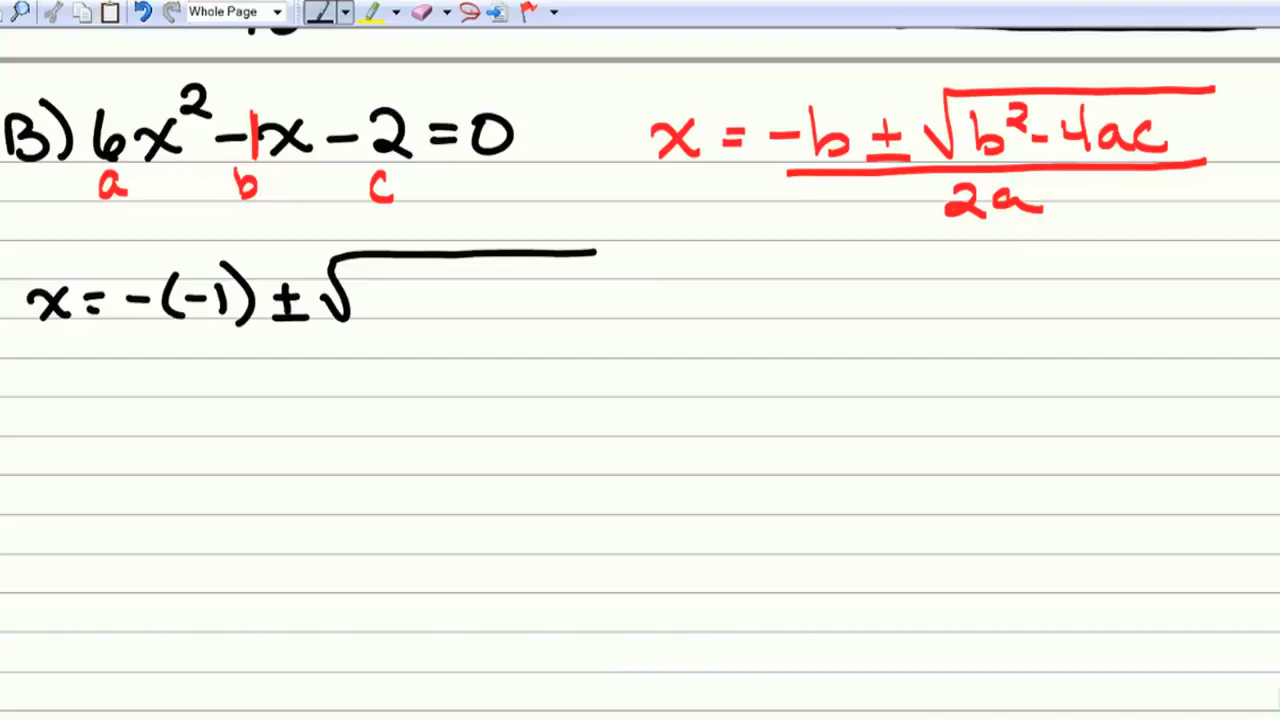 Whole Page
B) 6x² -1x - 2 = 0
a b c
x = -b ± √b² - 4ac
2a
x = -(-1) ± √